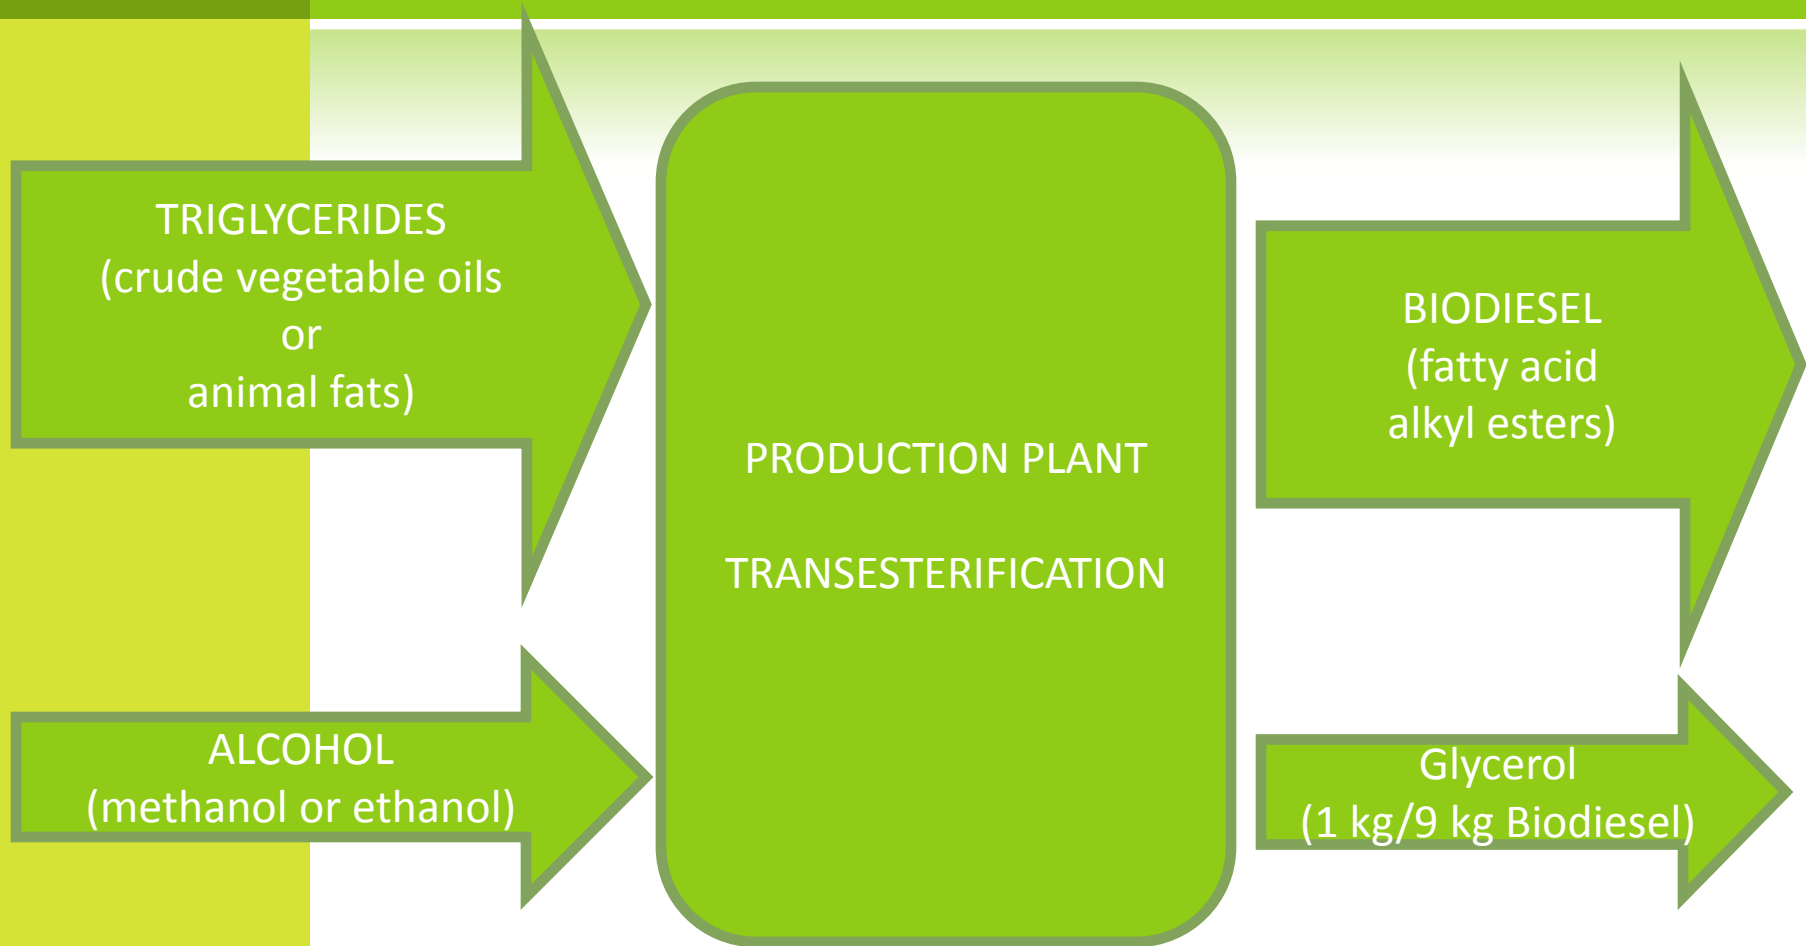 TRIGLYCERIDES
(crude vegetable oils
or
animal fats)
ALCOHOL
(methanol or ethanol)
PRODUCTION PLANT
TRANSESTERIFICATION
BIODIESEL
(fatty acid
alkyl esters)
Glycerol
(1 kg/9 kg Biodiesel)